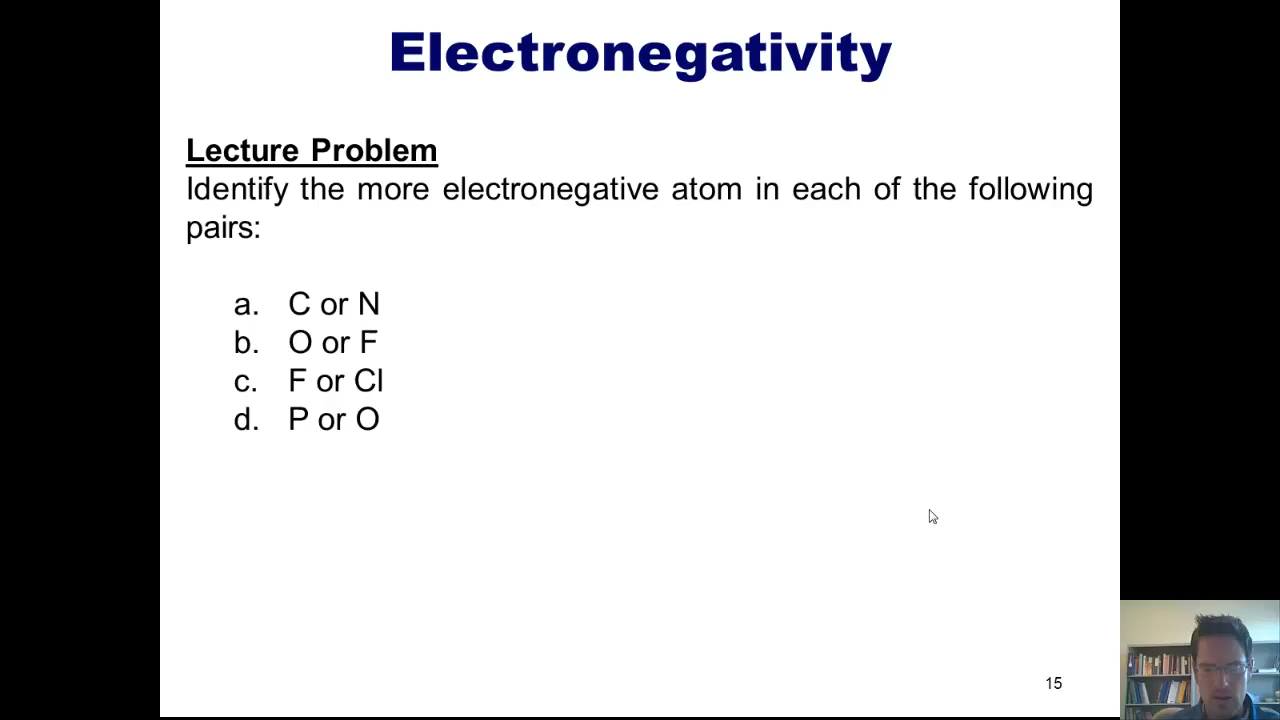 Electronegativity
Lecture Problem
Identify the more electronegative atom in each of the following
pairs:
a. C or N
b. O or F
c. F or Cl
d. P or O
15